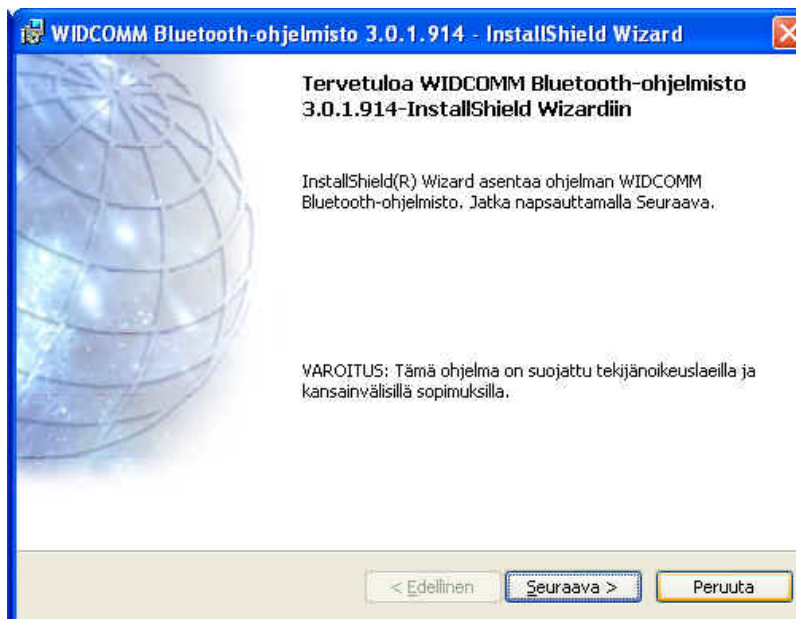 WIDCOMM Bluetooth-ohjelmisto 3.0.1.914 - InstallShield Wizard
Tervetuloa WIDCOMM Bluetooth-ohjelmisto
3.0.1.914-InstallShield Wizardiin
InstallShield(R) Wizard asentaa ohjelman WIDCOMM
Bluetooth-ohjelmisto. Jatka napsauttamalla Seuraava.
VAROITUS: Tämä ohjelma on suojattu tekijänoikeuslaeilla ja
kansainvälisillä sopimuksilla.
< Edellinen Seuraava > Peruuta